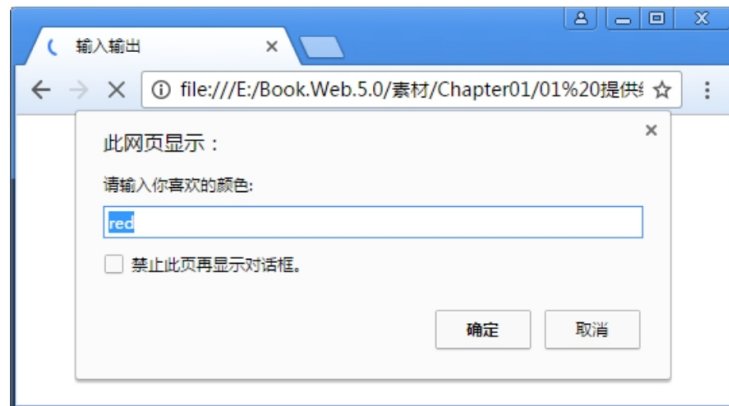 输入输出
file:///E:/Book.Web.5.0/素材/Chapter01/01%20提供
此网页显示：
请输入你喜欢的颜色:
red
禁止此页再显示对话框。
确定
取消